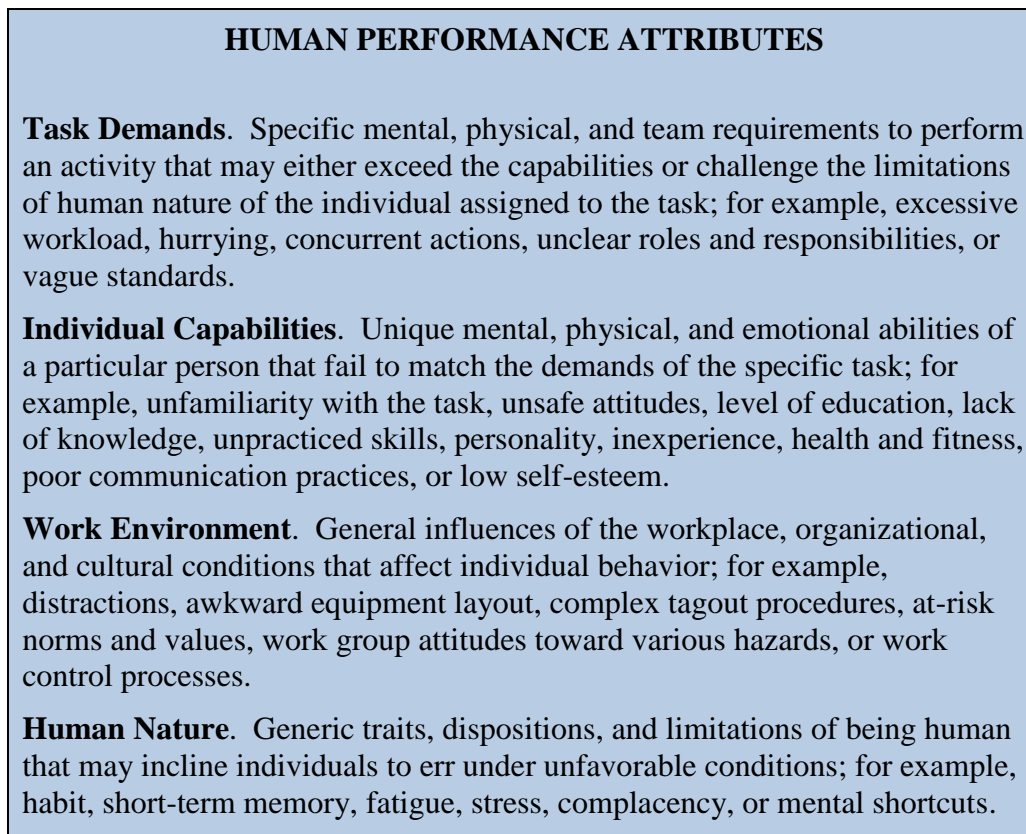 HUMAN PERFORMANCE ATTRIBUTES
Task Demands.  Specific mental, physical, and team requirements to perform
an activity that may either exceed the capabilities or challenge the limitations
of human nature of the individual assigned to the task; for example, excessive
workload, hurrying, concurrent actions, unclear roles and responsibilities, or
vague standards.
Individual Capabilities.  Unique mental, physical, and emotional abilities of
a particular person that fail to match the demands of the specific task; for
example, unfamiliarity with the task, unsafe attitudes, level of education, lack
of knowledge, unpracticed skills, personality, inexperience, health and fitness,
poor communication practices, or low self-esteem.
Work Environment.  General influences of the workplace, organizational,
and cultural conditions that affect individual behavior; for example,
distractions, awkward equipment layout, complex tagout procedures, at-risk
norms and values, work group attitudes toward various hazards, or work
control processes.
Human Nature.  Generic traits, dispositions, and limitations of being human
that may incline individuals to err under unfavorable conditions; for example,
habit, short-term memory, fatigue, stress, complacency, or mental shortcuts.